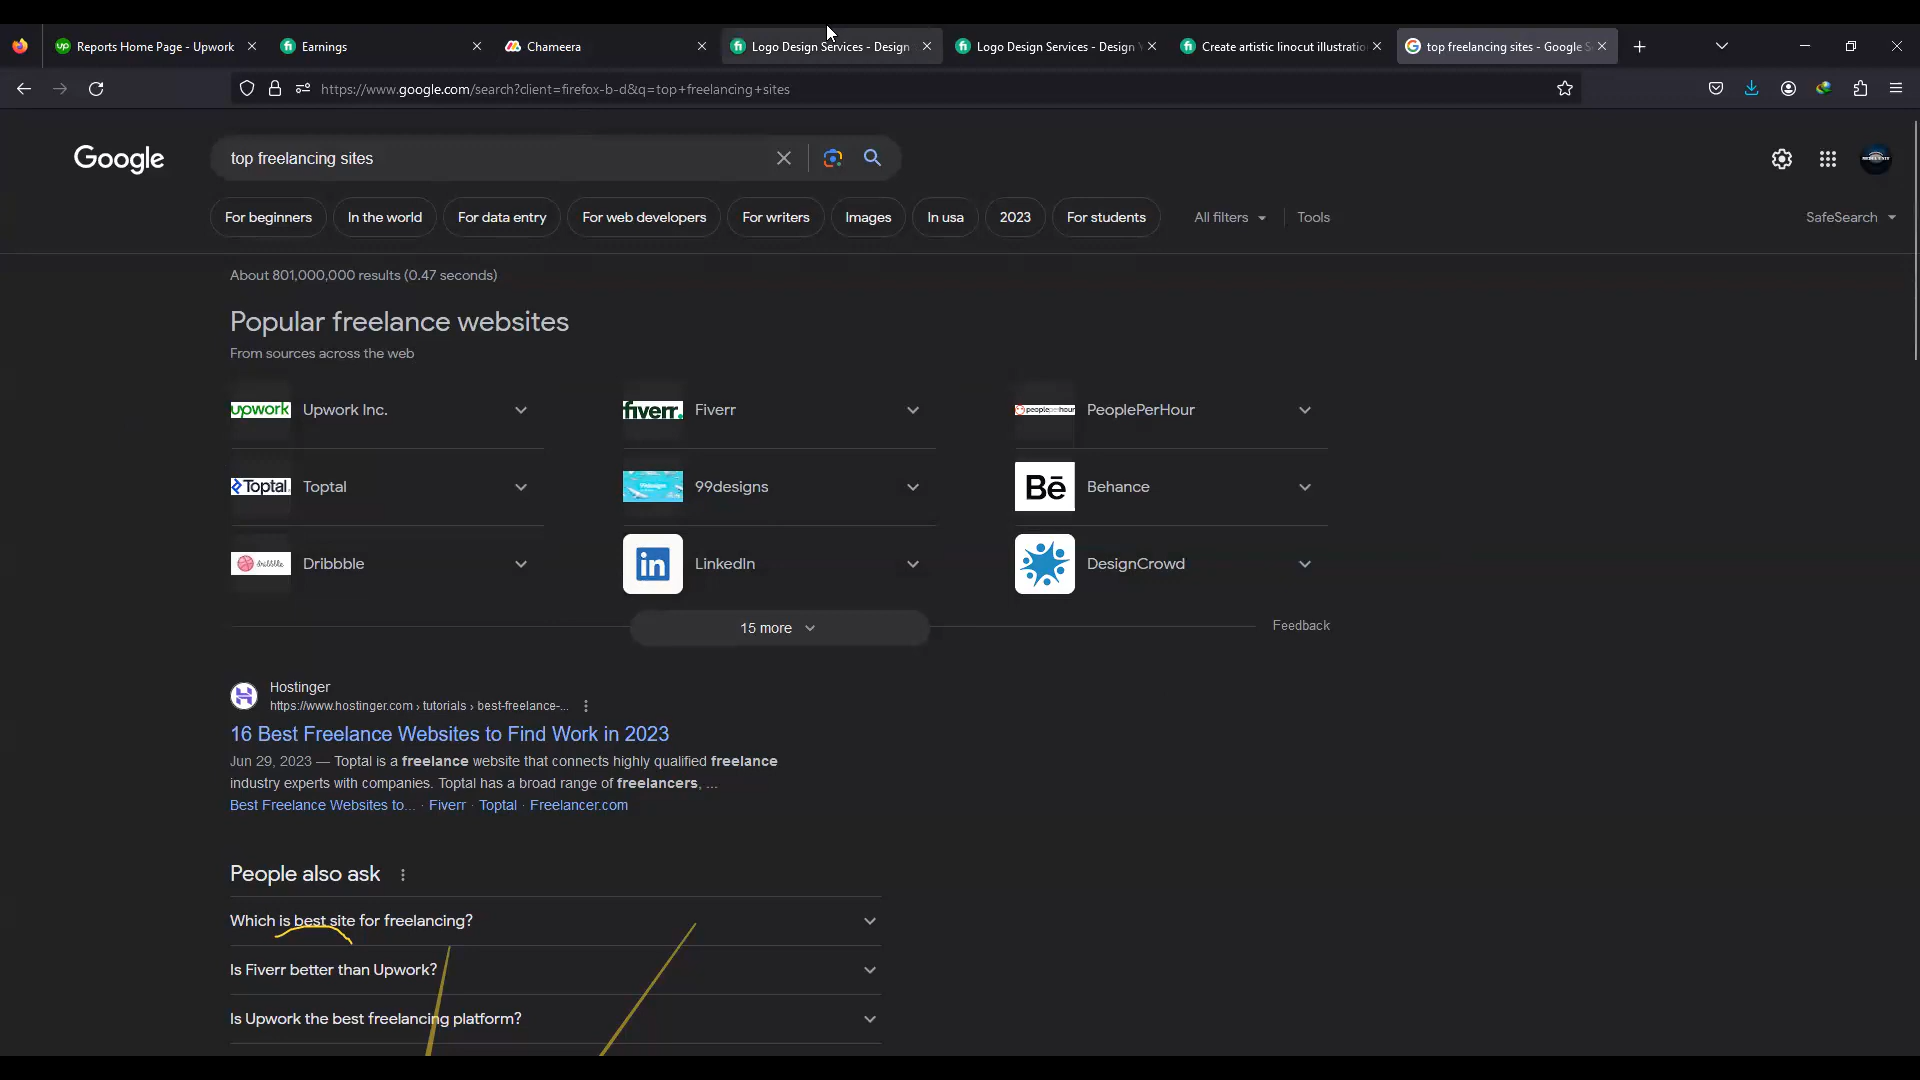 Reports Home Page - Upwork
Earnings
Chameera
Logo Design Services - Design
Logo Design Services - Design
Create artistic linocut illustratio
top freelancing sites - Google S
https://www.google.com/search?client=firefox-b-d&q=top+freelancing+sites
Google
top freelancing sites
For beginners
In the world
For data entry
For web developers
For writers
Images
In usa
2023
For students
All filters
Tools
SafeSearch
About 801,000,000 results (0.47 seconds)
Popular freelance websites
From sources across the web
upwork Upwork Inc.
fiverr. Fiverr
peopleperhour PeoplePerHour
Toptal Toptal
99designs
Bē Behance
dribbble Dribbble
in LinkedIn
DesignCrowd
15 more
Feedback
Hostinger
https://www.hostinger.com › tutorials › best-freelance-...
16 Best Freelance Websites to Find Work in 2023
Jun 29, 2023 — Toptal is a freelance website that connects highly qualified freelance
industry experts with companies. Toptal has a broad range of freelancers, ...
Best Freelance Websites to... · Fiverr · Toptal · Freelancer.com
People also ask
Which is best site for freelancing?
Is Fiverr better than Upwork?
Is Upwork the best freelancing platform?